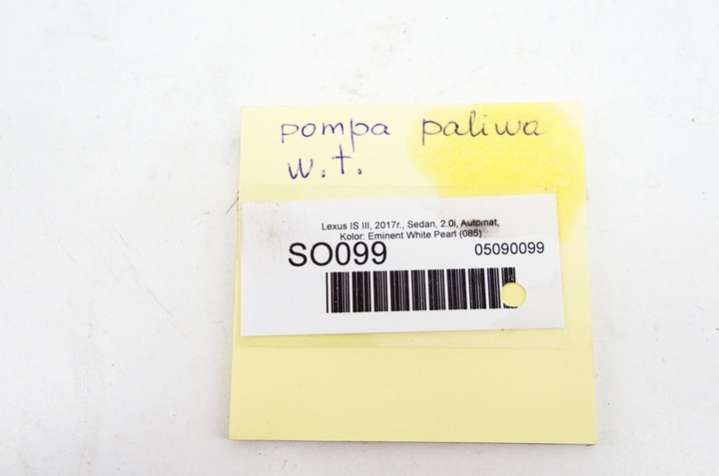 pompa paliwa
w.t.
Lexus IS III, 2017r., Sedan, 2.0i, Automat,
Kolor: Eminent White Pearl (085)
SO099 05090099